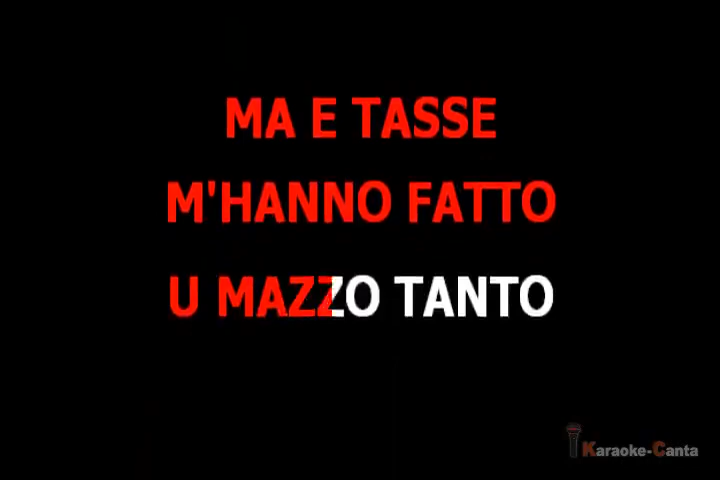 MA E TASSE
M'HANNO FATTO
U MAZZO TANTO
Karaoke-Canta